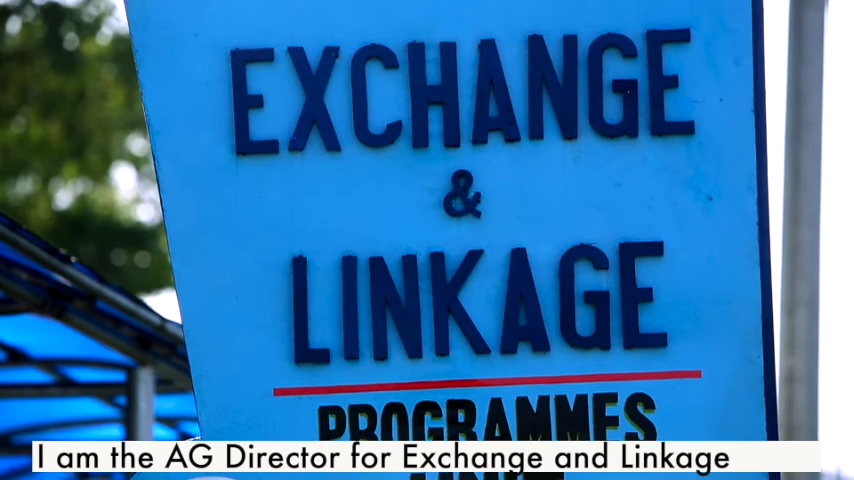 EXCHANGE
&
LINKAGE
PROGRAMMES
I am the AG Director for Exchange and Linkage